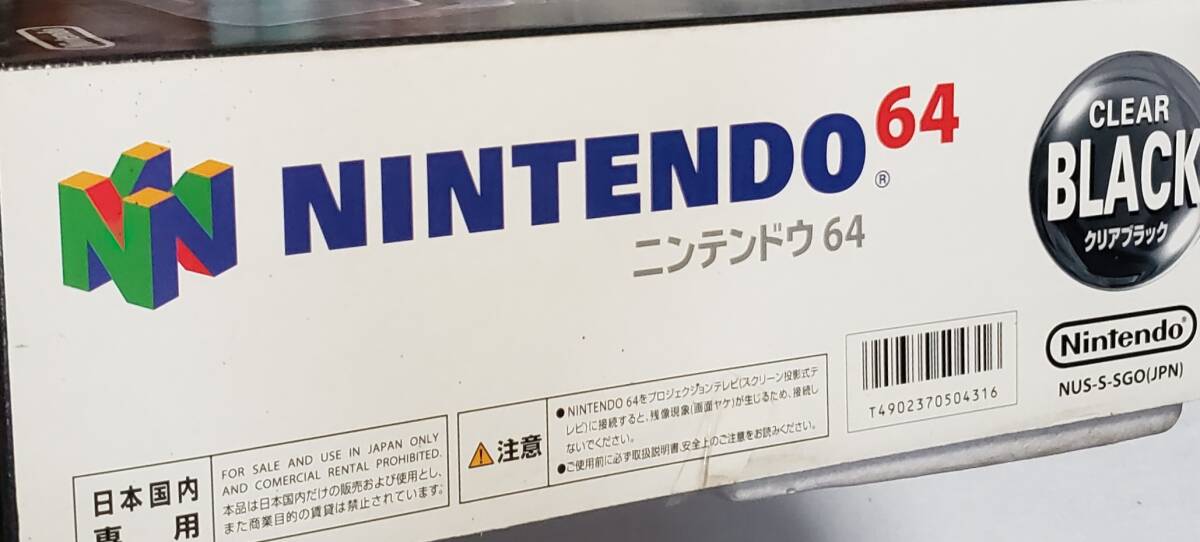 NINTENDO 64
®
ニンテンドウ 64
CLEAR
BLACK
クリアブラック
Nintendo®
NUS-S-SGO(JPN)
T4902370504316
日本国内
専用
FOR SALE AND USE IN JAPAN ONLY
AND COMERCIAL RENTAL PROHIBITED.
本品は日本国内だけの販売および使用とし、
また商業目的の賃貸は禁止されています。
注意
●NINTENDO 64をプロジェクションテレビ(スクリーン投影式テ
レビ)に接続すると、残像現象(画面ヤケ)が生じるため、接続し
ないでください。
●ご使用前に必ず取扱説明書、安全上のご注意をお読みください。